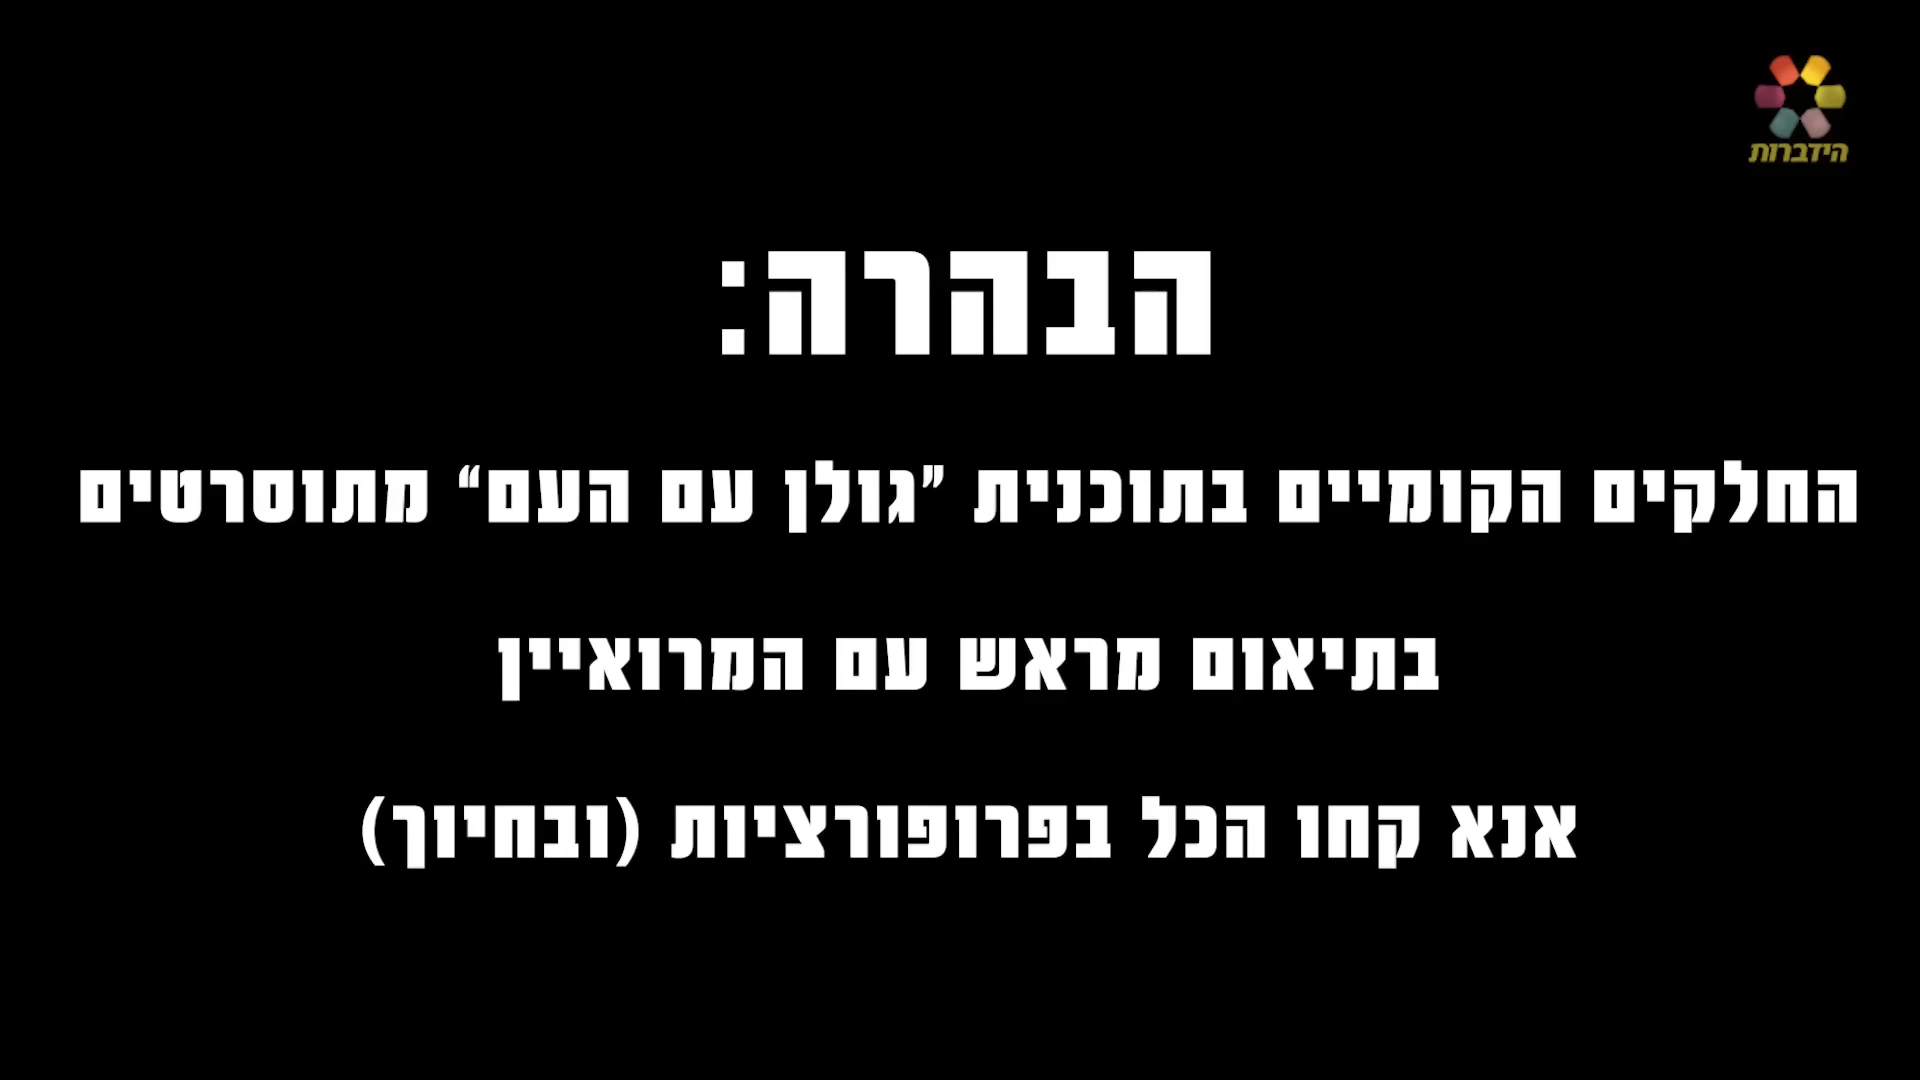 הידברות
הבהרה:
החלקים הקומיים בתוכנית "גולן עם העם" מתוסרטים
בתיאום מראש עם המרואיין
אנא קחו הכל בפרופורציות (ובחיוך)